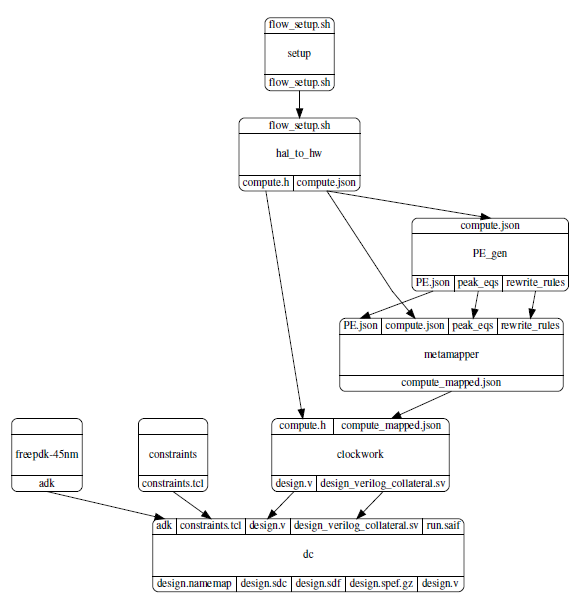 flow_setup.sh
setup
flow_setup.sh
flow_setup.sh
hal_to_hw
compute.h compute.json
compute.json
PE_gen
PE.json peak_eqs rewrite_rules
PE.json compute.json peak_eqs rewrite_rules
metamapper
compute_mapped.json
compute.h compute_mapped.json
freepdk-45nm constraints clockwork
adk constraints.tcl design.v design_verilog_collateral.sv
adk constraints.tcl design.v design_verilog_collateral.sv run.saif
dc
design.namemap design.sdc design.sdf design.spef.gz design.v